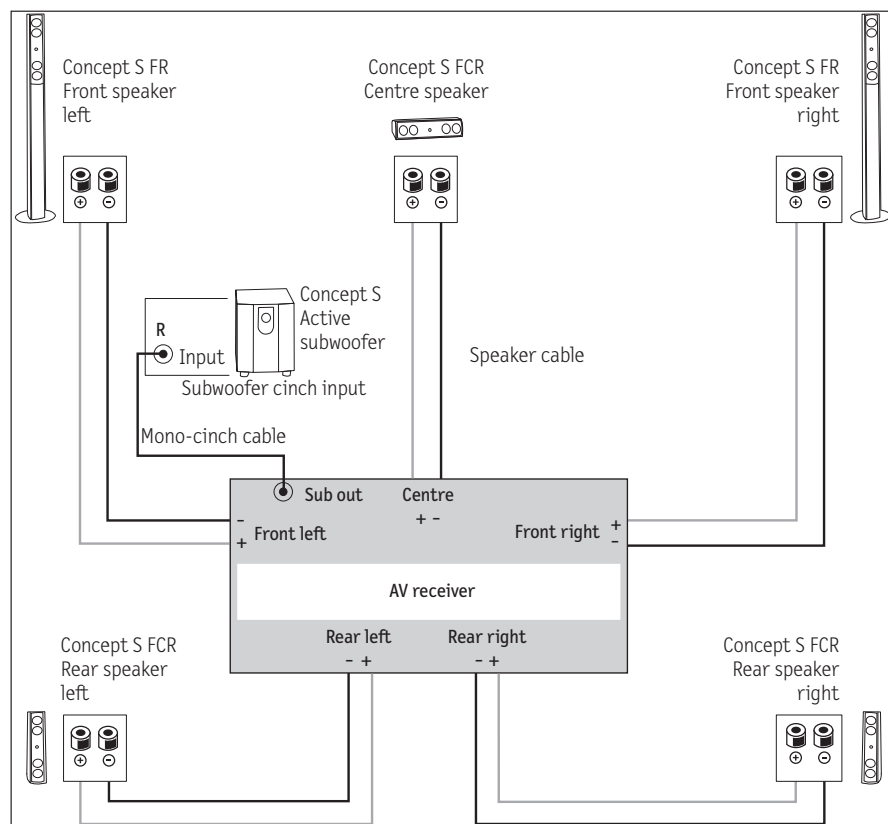 Concept S FR
Front speaker
left
Concept S FCR
Centre speaker
Concept S FR
Front speaker
right
+ -
+ -
+ -
Concept S
Active
subwoofer
R
Input
Subwoofer cinch input
Speaker cable
Mono-cinch cable
Sub out
Centre
+ -
-
Front left
+
Front right
+
-
AV receiver
Rear left
- +
Rear right
- +
Concept S FCR
Rear speaker
left
Concept S FCR
Rear speaker
right
+ -
+ -